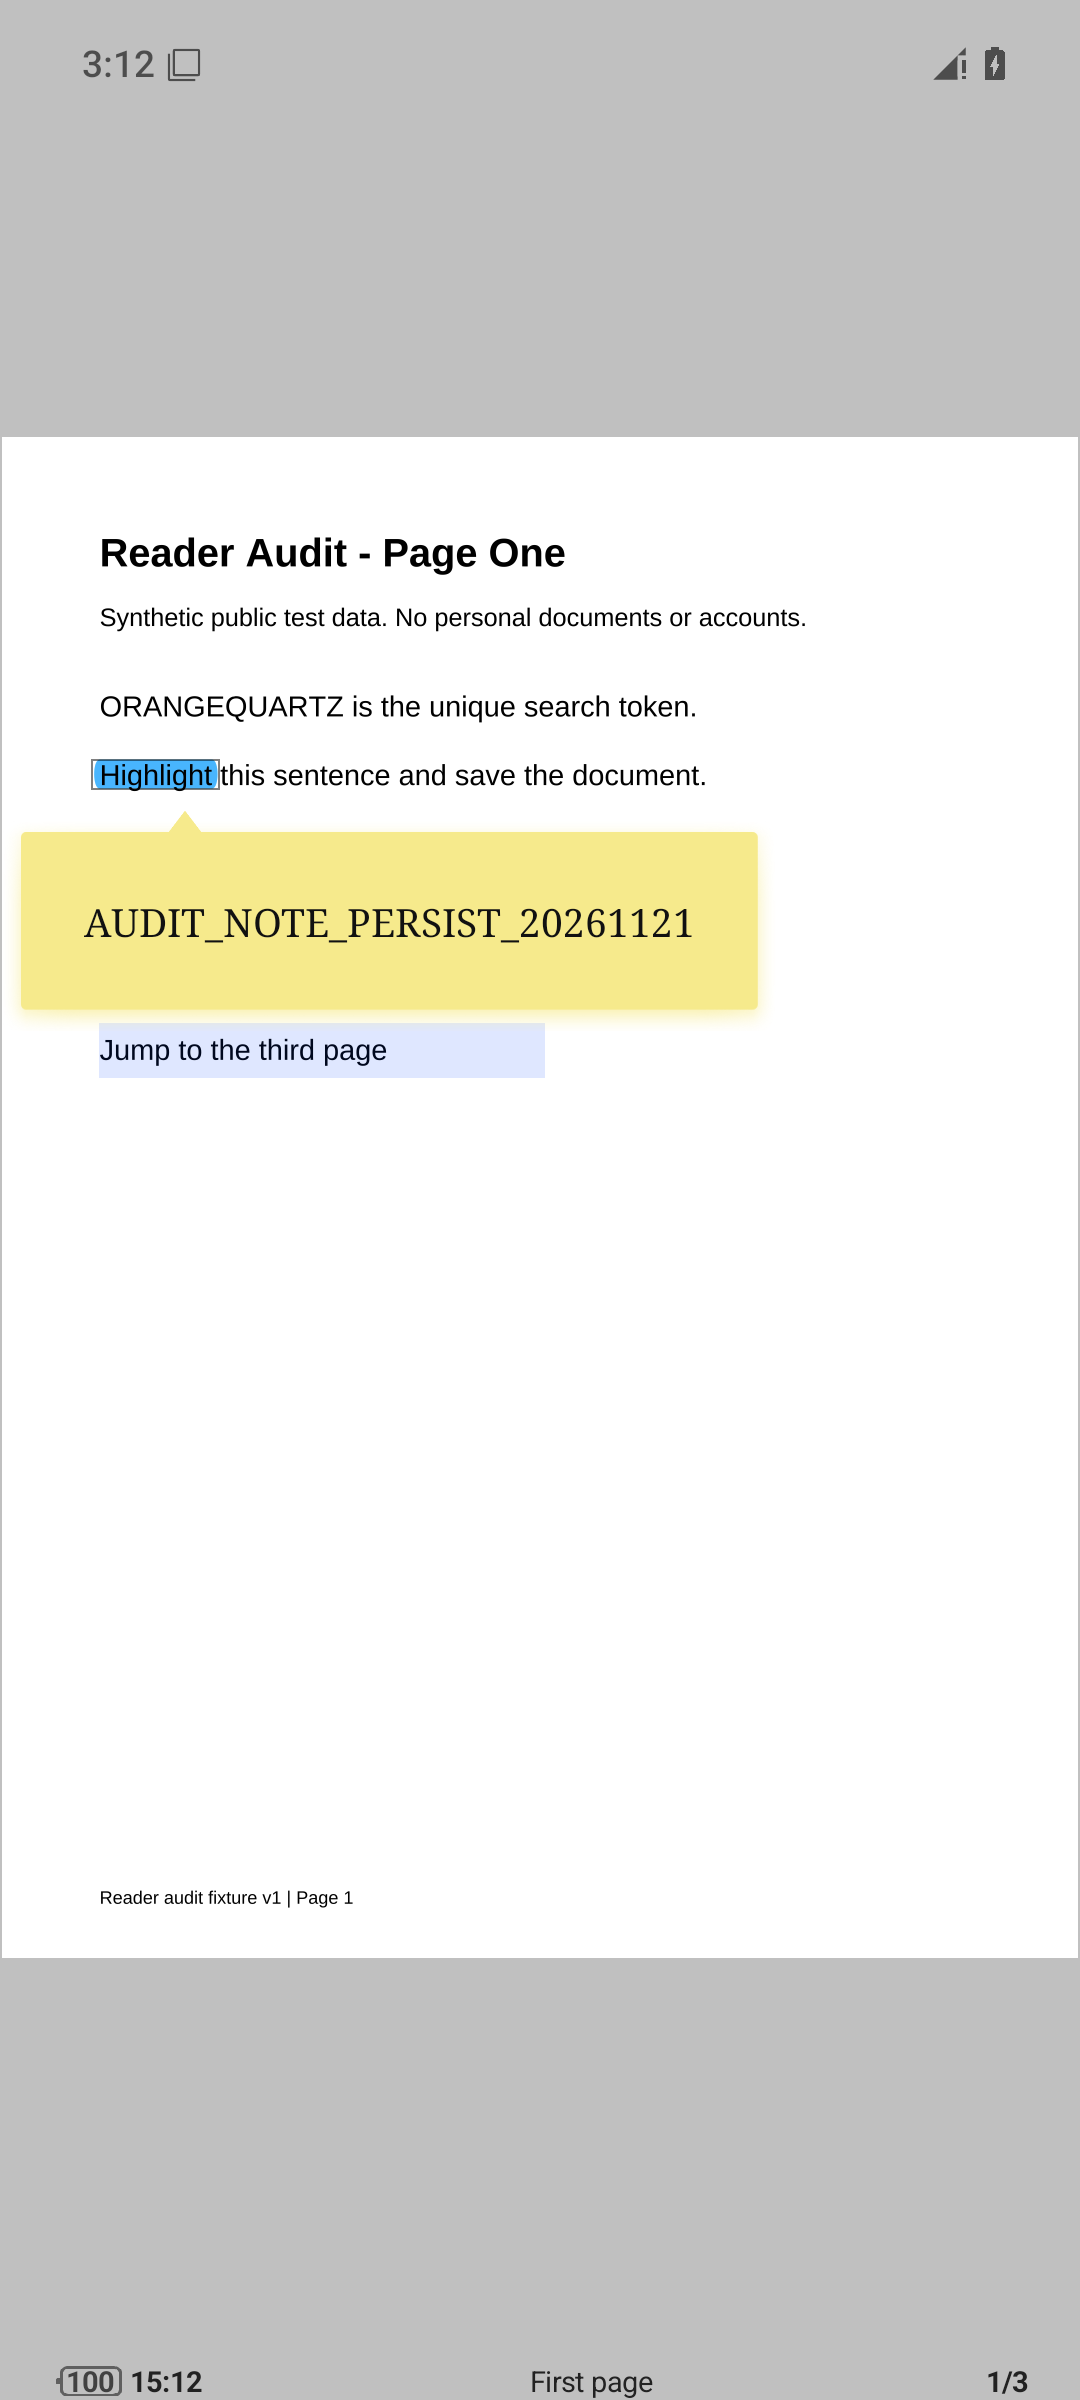 3:12
Reader Audit - Page One
Synthetic public test data. No personal documents or accounts.
ORANGEQUARTZ is the unique search token.
Highlight this sentence and save the document.
AUDIT_NOTE_PERSIST_20261121
Jump to the third page
Reader audit fixture v1 | Page 1
100 15:12 First page 1/3